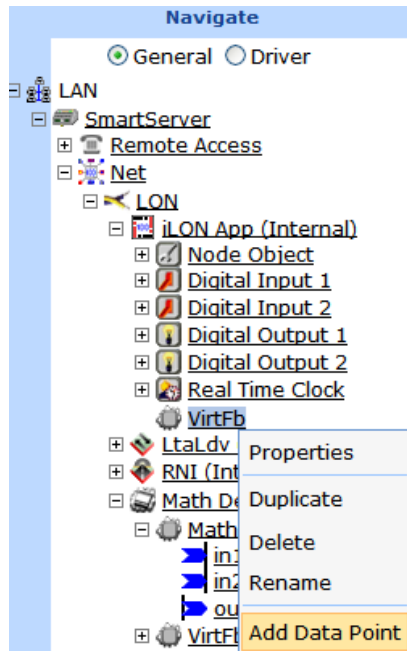 Navigate
General Driver
LAN
SmartServer
Remote Access
Net
LON
iLON App (Internal)
Node Object
Digital Input 1
Digital Input 2
Digital Output 1
Digital Output 2
Real Time Clock
VirtFb
LtaLdv
Properties
RNI (Int
Duplicate
Math De
Delete
Math
in1
Rename
in2
ou
Add Data Point
VirtF